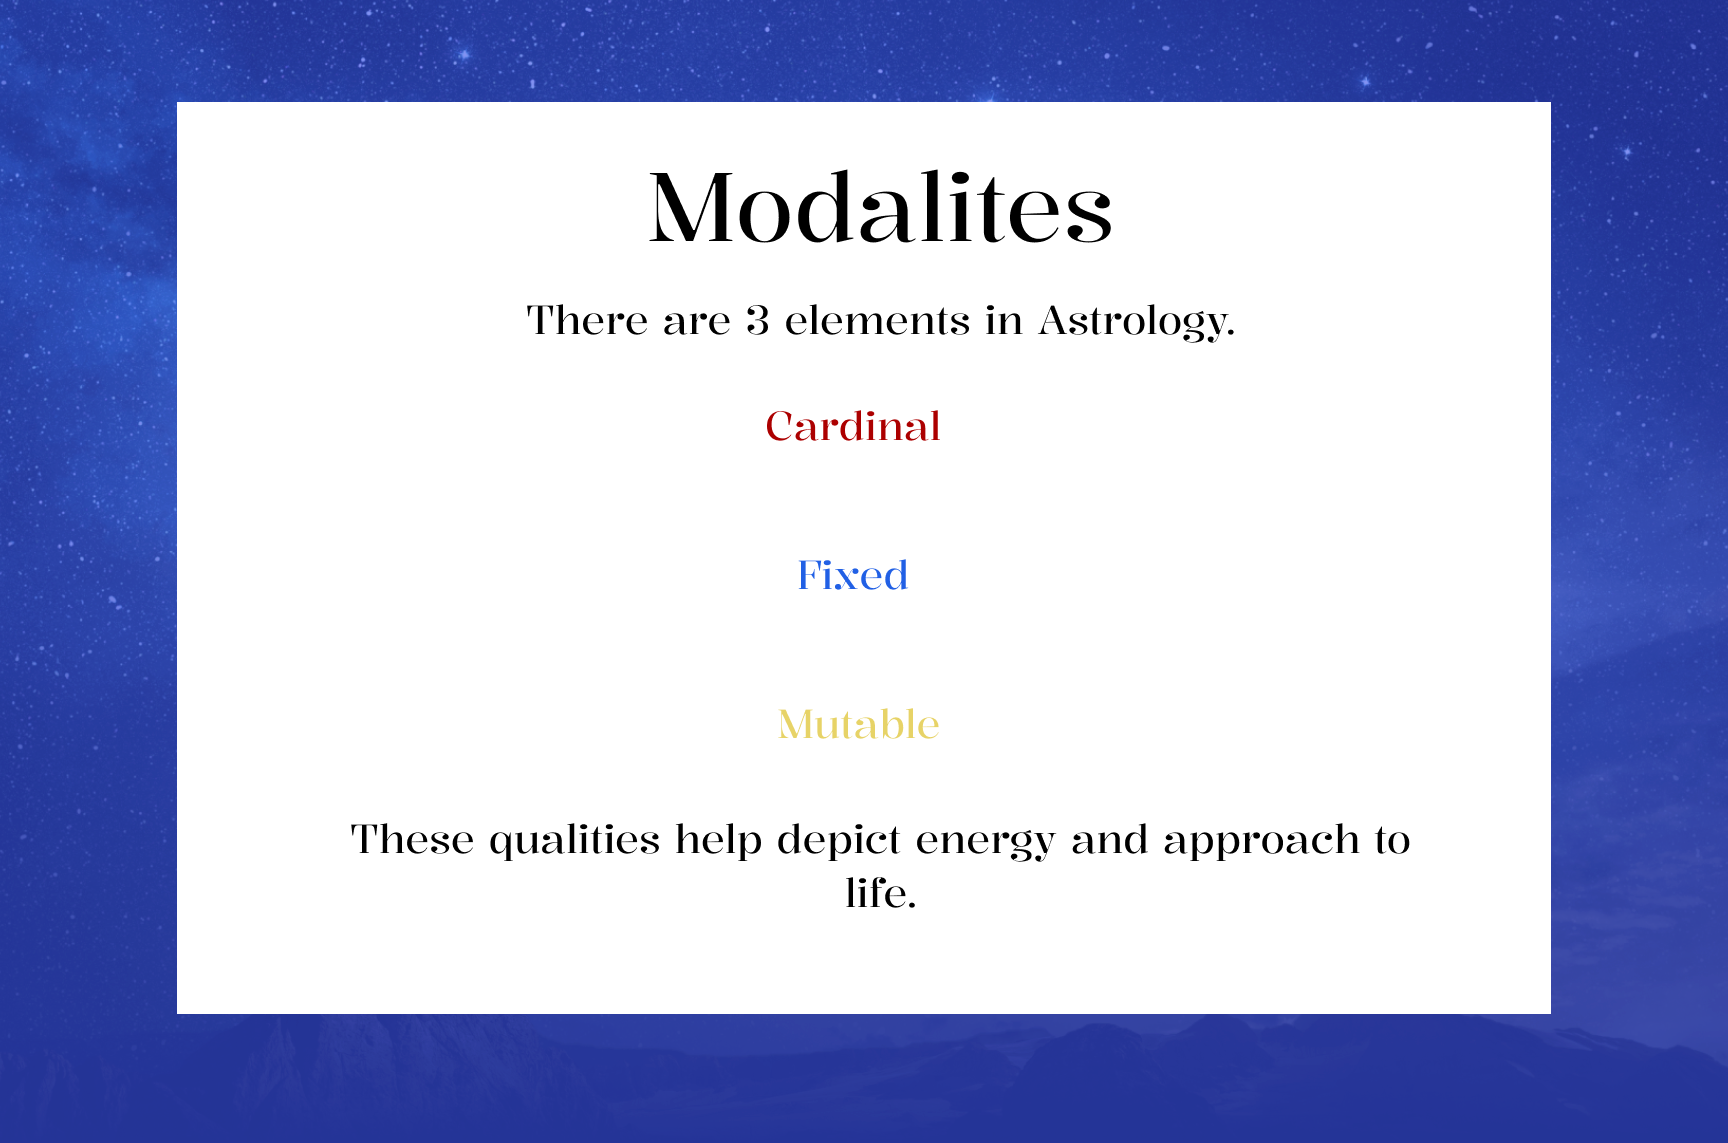 Modalites
There are 3 elements in Astrology.
Cardinal
Fixed
Mutable
These qualities help depict energy and approach to
life.